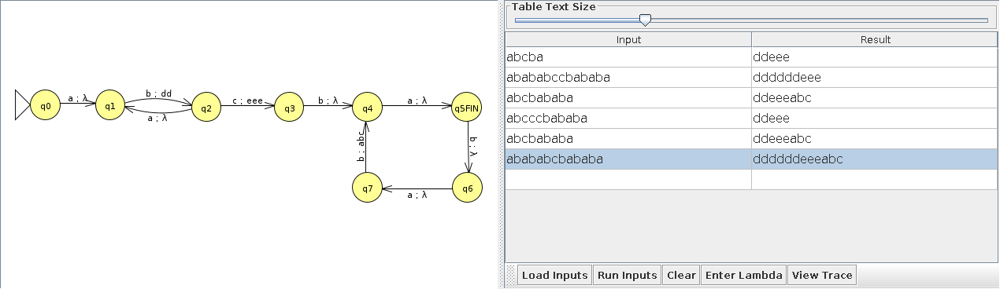 a ; λ
b ; dd
a ; λ
c ; eee
b ; λ
a ; λ
q0
q1
q2
q3
q4
q5FIN
b ; abc
b ; λ
q7
q6
a ; λ
Table Text Size
Input Result
abcba ddeee
abababccbababa ddddddeee
abcbababa ddeeeabc
abcccbababa ddeee
abcbababa ddeeeabc
abababcbababa ddddddeeeabc
Load Inputs Run Inputs Clear Enter Lambda View Trace